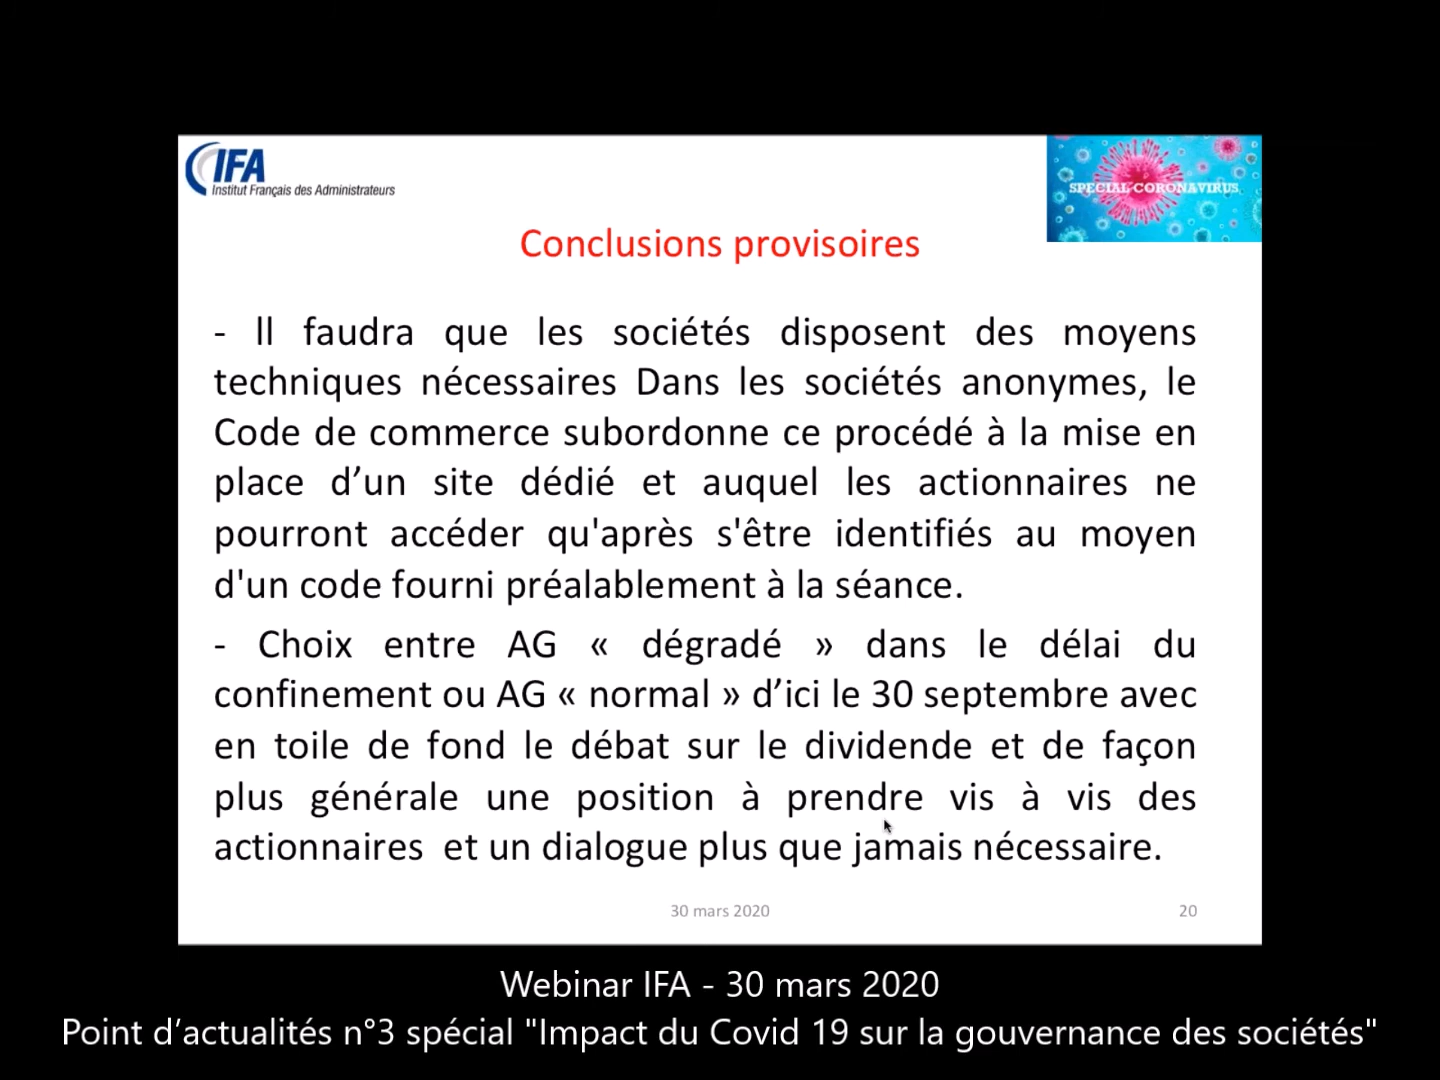 IFA
Institut Français des Administrateurs
SPECIAL CORONAVIRUS
Conclusions provisoires
- Il faudra que les sociétés disposent des moyens
techniques nécessaires Dans les sociétés anonymes, le
Code de commerce subordonne ce procédé à la mise en
place d’un site dédié et auquel les actionnaires ne
pourront accéder qu'après s'être identifiés au moyen
d'un code fourni préalablement à la séance.
- Choix entre AG « dégradé » dans le délai du
confinement ou AG « normal » d’ici le 30 septembre avec
en toile de fond le débat sur le dividende et de façon
plus générale une position à prendre vis à vis des
actionnaires et un dialogue plus que jamais nécessaire.
30 mars 2020
20
Webinar IFA - 30 mars 2020
Point d’actualités n°3 spécial "Impact du Covid 19 sur la gouvernance des sociétés"